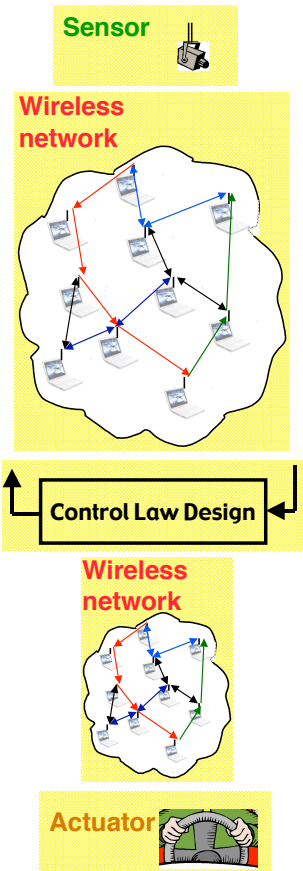 Sensor
Wireless
network
Control Law Design
Wireless
network
Actuator